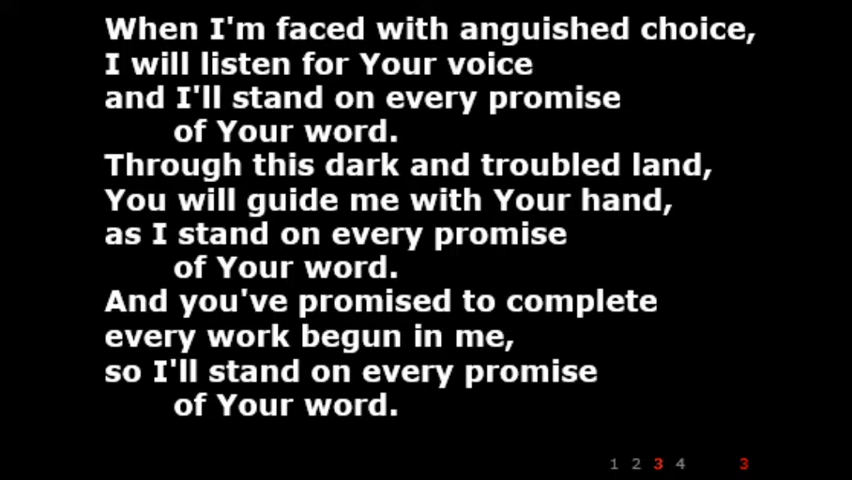 When I'm faced with anguished choice,
I will listen for Your voice
and I'll stand on every promise
of Your word.
Through this dark and troubled land,
You will guide me with Your hand,
as I stand on every promise
of Your word.
And you've promised to complete
every work begun in me,
so I'll stand on every promise
of Your word.
1 2 3 4 3